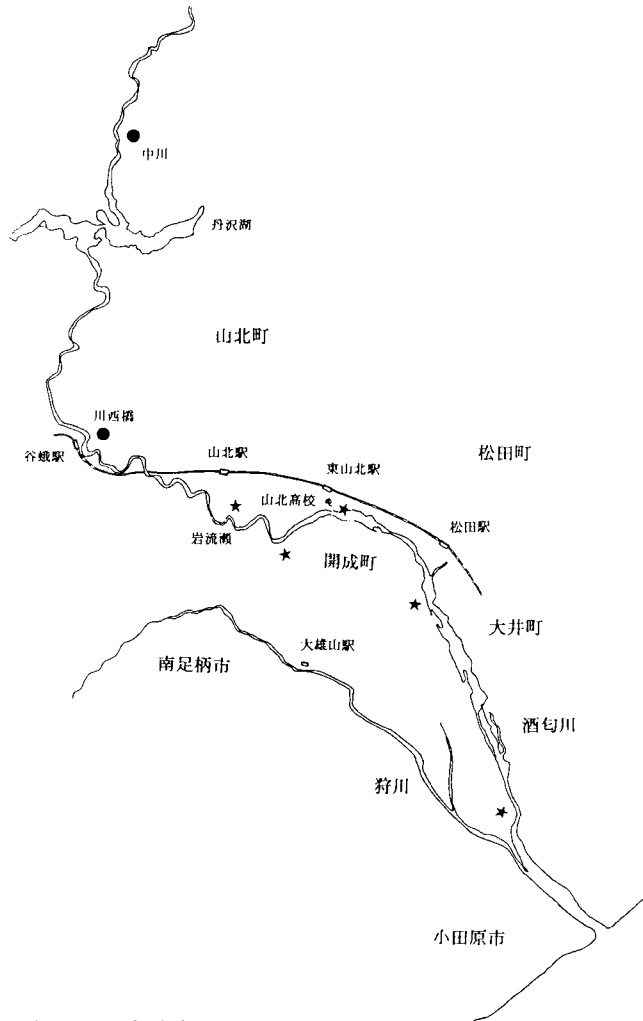 中川
丹沢湖
山北町
川西橋
谷蛾駅
山北駅
東山北駅
松田町
山北高校
松田駅
岩流瀬
開成町
大井町
大雄山駅
南足柄市
酒匂川
狩川
小田原市